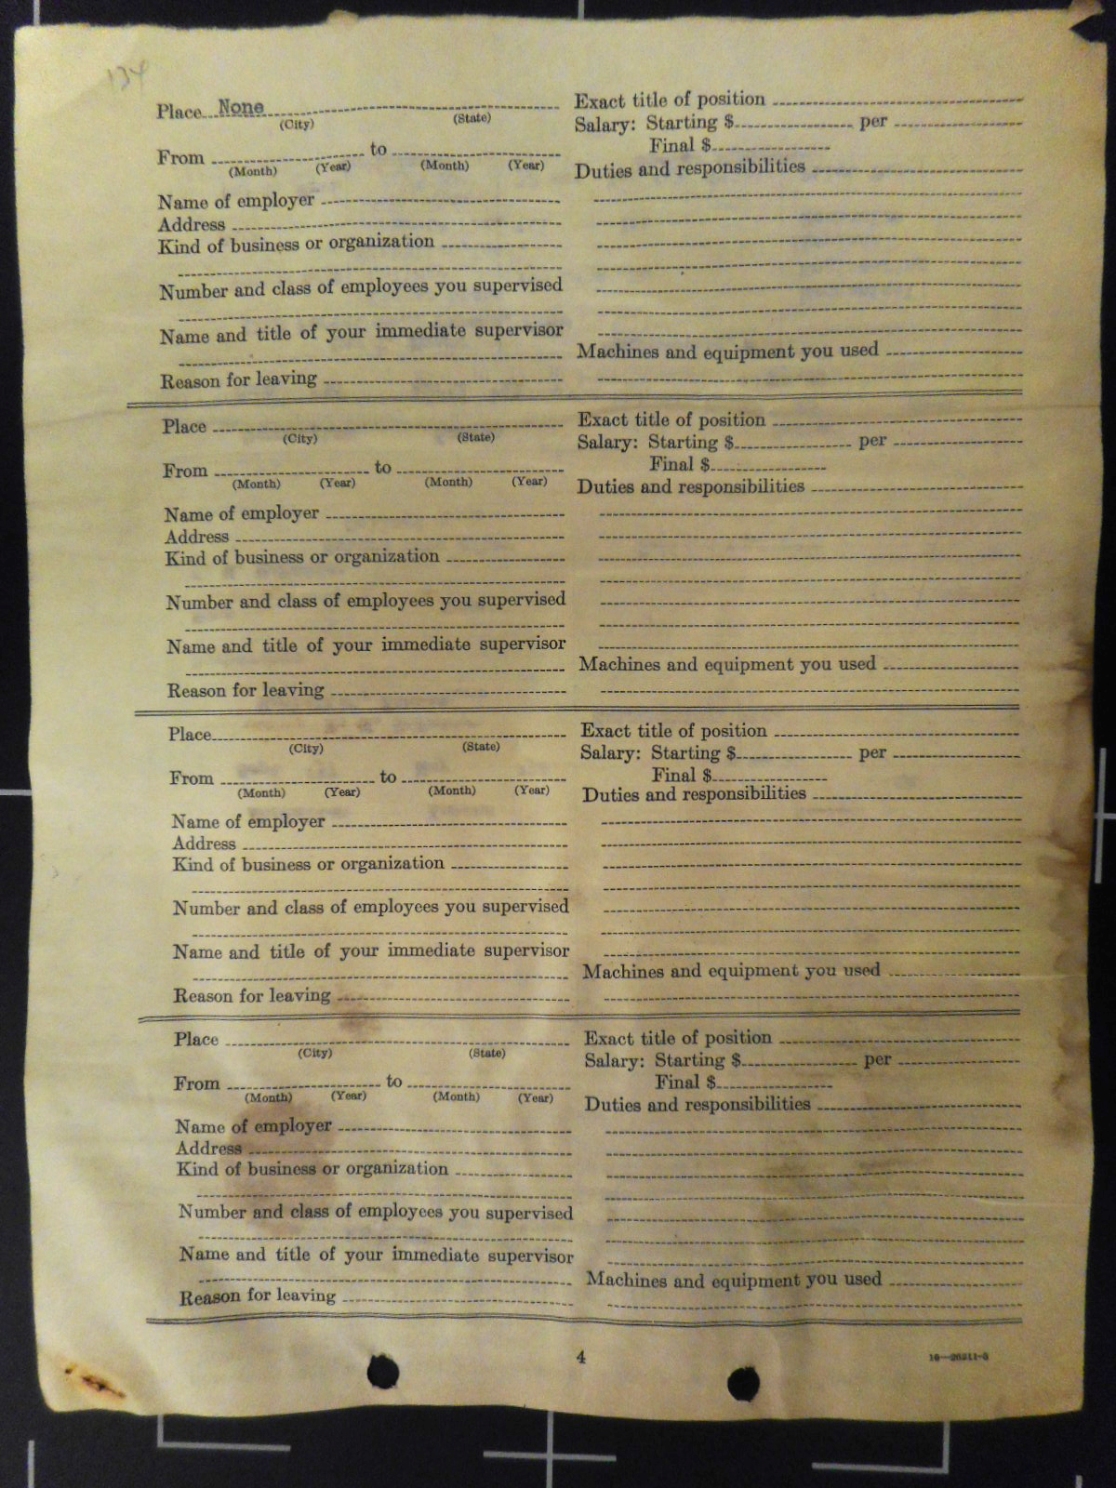 134
Place None
(City) (State)
From to
(Month) (Year) (Month) (Year)
Name of employer
Address
Kind of business or organization
Number and class of employees you supervised
Name and title of your immediate supervisor
Reason for leaving
Exact title of position
Salary: Starting $ per
Final $
Duties and responsibilities
Machines and equipment you used
Place
(City) (State)
From to
(Month) (Year) (Month) (Year)
Name of employer
Address
Kind of business or organization
Number and class of employees you supervised
Name and title of your immediate supervisor
Reason for leaving
Exact title of position
Salary: Starting $ per
Final $
Duties and responsibilities
Machines and equipment you used
Place
(City) (State)
From to
(Month) (Year) (Month) (Year)
Name of employer
Address
Kind of business or organization
Number and class of employees you supervised
Name and title of your immediate supervisor
Reason for leaving
Exact title of position
Salary: Starting $ per
Final $
Duties and responsibilities
Machines and equipment you used
Place
(City) (State)
From to
(Month) (Year) (Month) (Year)
Name of employer
Address
Kind of business or organization
Number and class of employees you supervised
Name and title of your immediate supervisor
Reason for leaving
Exact title of position
Salary: Starting $ per
Final $
Duties and responsibilities
Machines and equipment you used
4